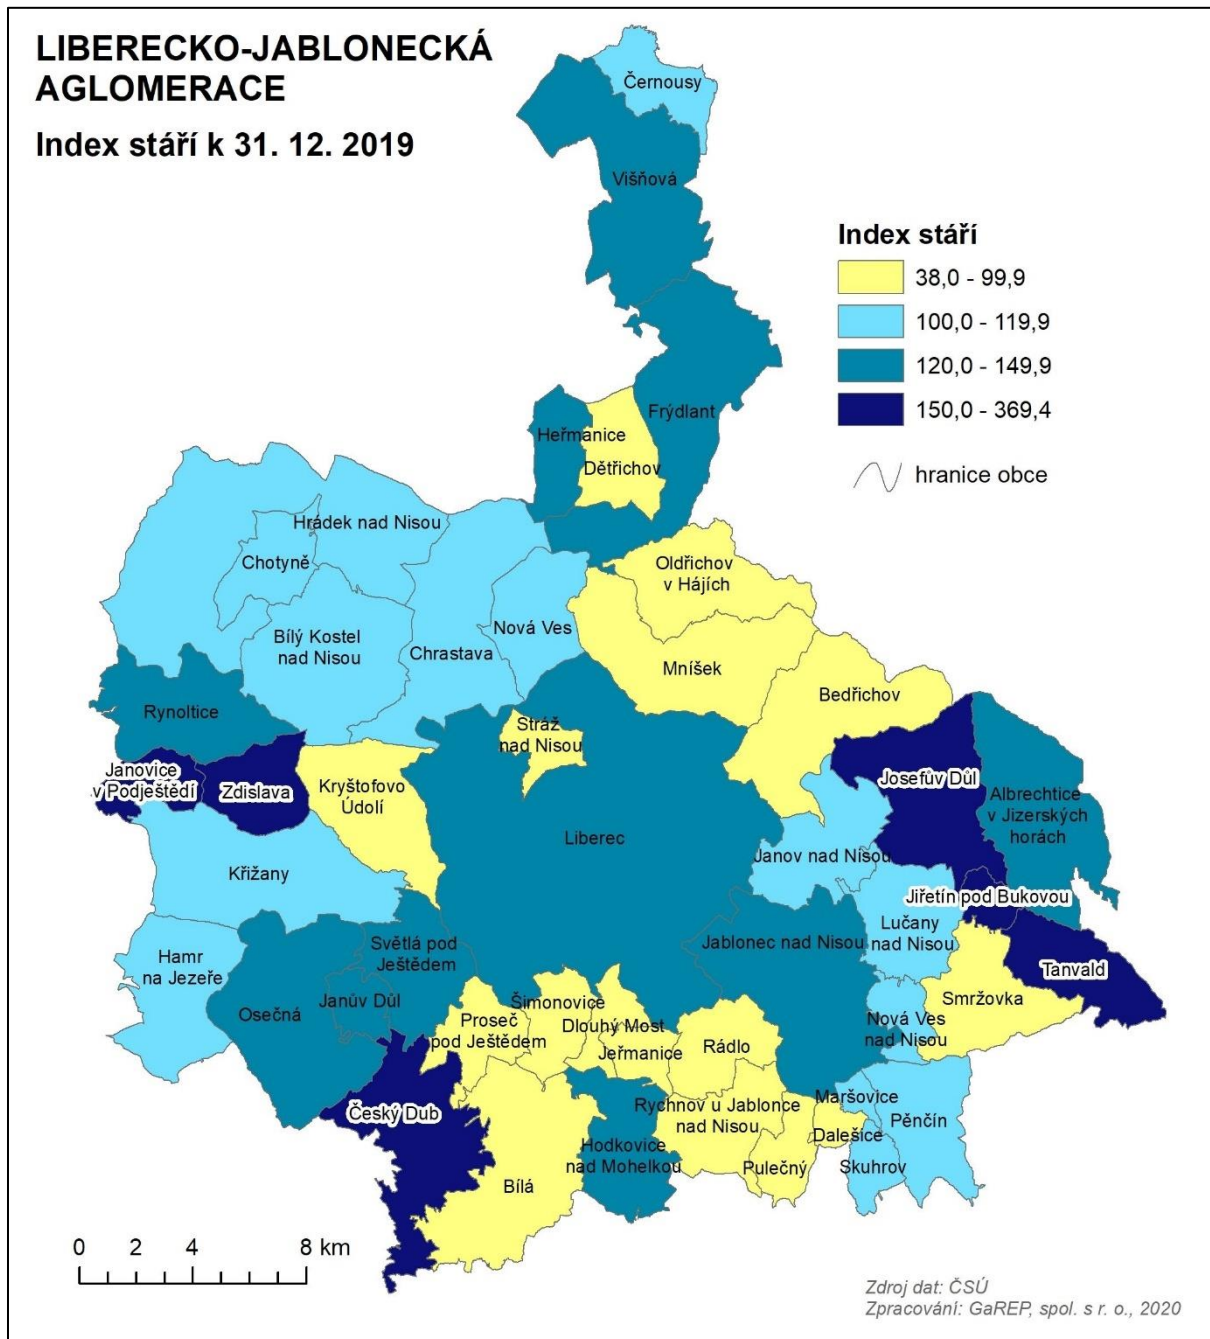 LIBERECKO-JABLONECKÁ
AGLOMERACE
Index stáří k 31. 12. 2019
Index stáří
38,0 - 99,9
100,0 - 119,9
120,0 - 149,9
150,0 - 369,4
hranice obce
Černousy
Višňová
Frýdlant
Heřmanice
Dětřichov
Hrádek nad Nisou
Chotyně
Oldřichov
v Hájích
Nová Ves
Bílý Kostel
nad Nisou
Chrastava
Mníšek
Bedřichov
Rynoltice
Stráž
nad Nisou
Janovice
v Podještědí
Zdislava
Kryštofovo
Údolí
Josefův Důl
Albrechtice
v Jizerských
horách
Liberec
Janov nad Nisou
Křižany
Jiřetín pod Bukovou
Lučany
nad Nisou
Jablonec nad Nisou
Světlá pod
Ještědem
Hamr
na Jezeře
Tanvald
Smržovka
Osečná
Janův Důl
Šimonovice
Proseč
pod Ještědem
Dlouhý Most
Jeřmanice
Rádlo
Nová Ves
nad Nisou
Český Dub
Rychnov u Jablonce
nad Nisou
Maršovice
Pěnčín
Dalešice
Hodkovice
nad Mohelkou
Pulečný
Skuhrov
Bílá
0 2 4 8 km
Zdroj dat: ČSÚ
Zpracování: GaREP, spol. s r. o., 2020